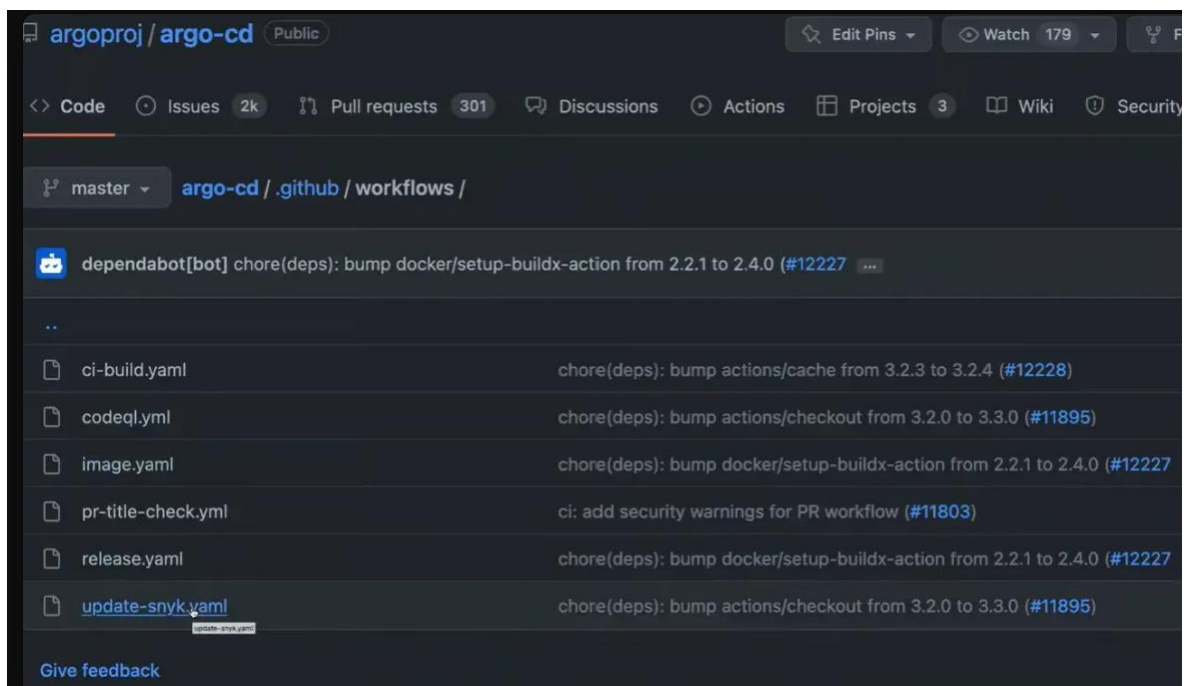 argoproj / argo-cd Public Edit Pins Watch 179 F
Code Issues 2k Pull requests 301 Discussions Actions Projects 3 Wiki Security
master argo-cd / .github / workflows /
dependabot[bot] chore(deps): bump docker/setup-buildx-action from 2.2.1 to 2.4.0 (#12227 ...
..
ci-build.yaml chore(deps): bump actions/cache from 3.2.3 to 3.2.4 (#12228)
codeql.yml chore(deps): bump actions/checkout from 3.2.0 to 3.3.0 (#11895)
image.yaml chore(deps): bump docker/setup-buildx-action from 2.2.1 to 2.4.0 (#12227
pr-title-check.yml ci: add security warnings for PR workflow (#11803)
release.yaml chore(deps): bump docker/setup-buildx-action from 2.2.1 to 2.4.0 (#12227
update-snyk.yaml chore(deps): bump actions/checkout from 3.2.0 to 3.3.0 (#11895)
update-snyk.yaml
Give feedback